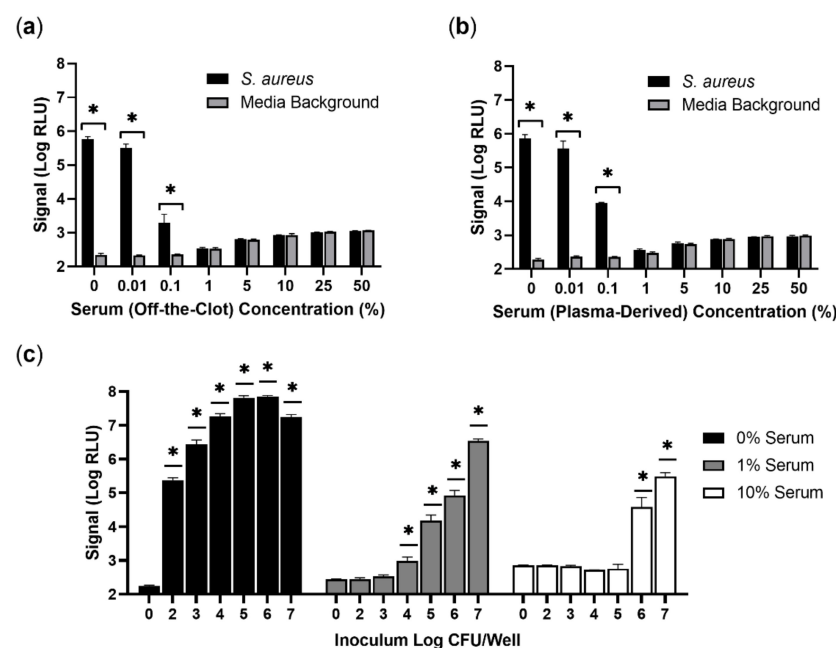 (a)
S. aureus
Media Background
Signal (Log RLU)
8
7
6
5
4
3
2
* * *
0 0.01 0.1 1 5 10 25 50
Serum (Off-the-Clot) Concentration (%)
(b)
S. aureus
Media Background
Signal (Log RLU)
8
7
6
5
4
3
2
* * *
0 0.01 0.1 1 5 10 25 50
Serum (Plasma-Derived) Concentration (%)
(c)
Signal (Log RLU)
8
7
6
5
4
3
2
* * * * * * * * * * * *
0% Serum
1% Serum
10% Serum
0 2 3 4 5 6 7 0 2 3 4 5 6 7 0 2 3 4 5 6 7
Inoculum Log CFU/Well